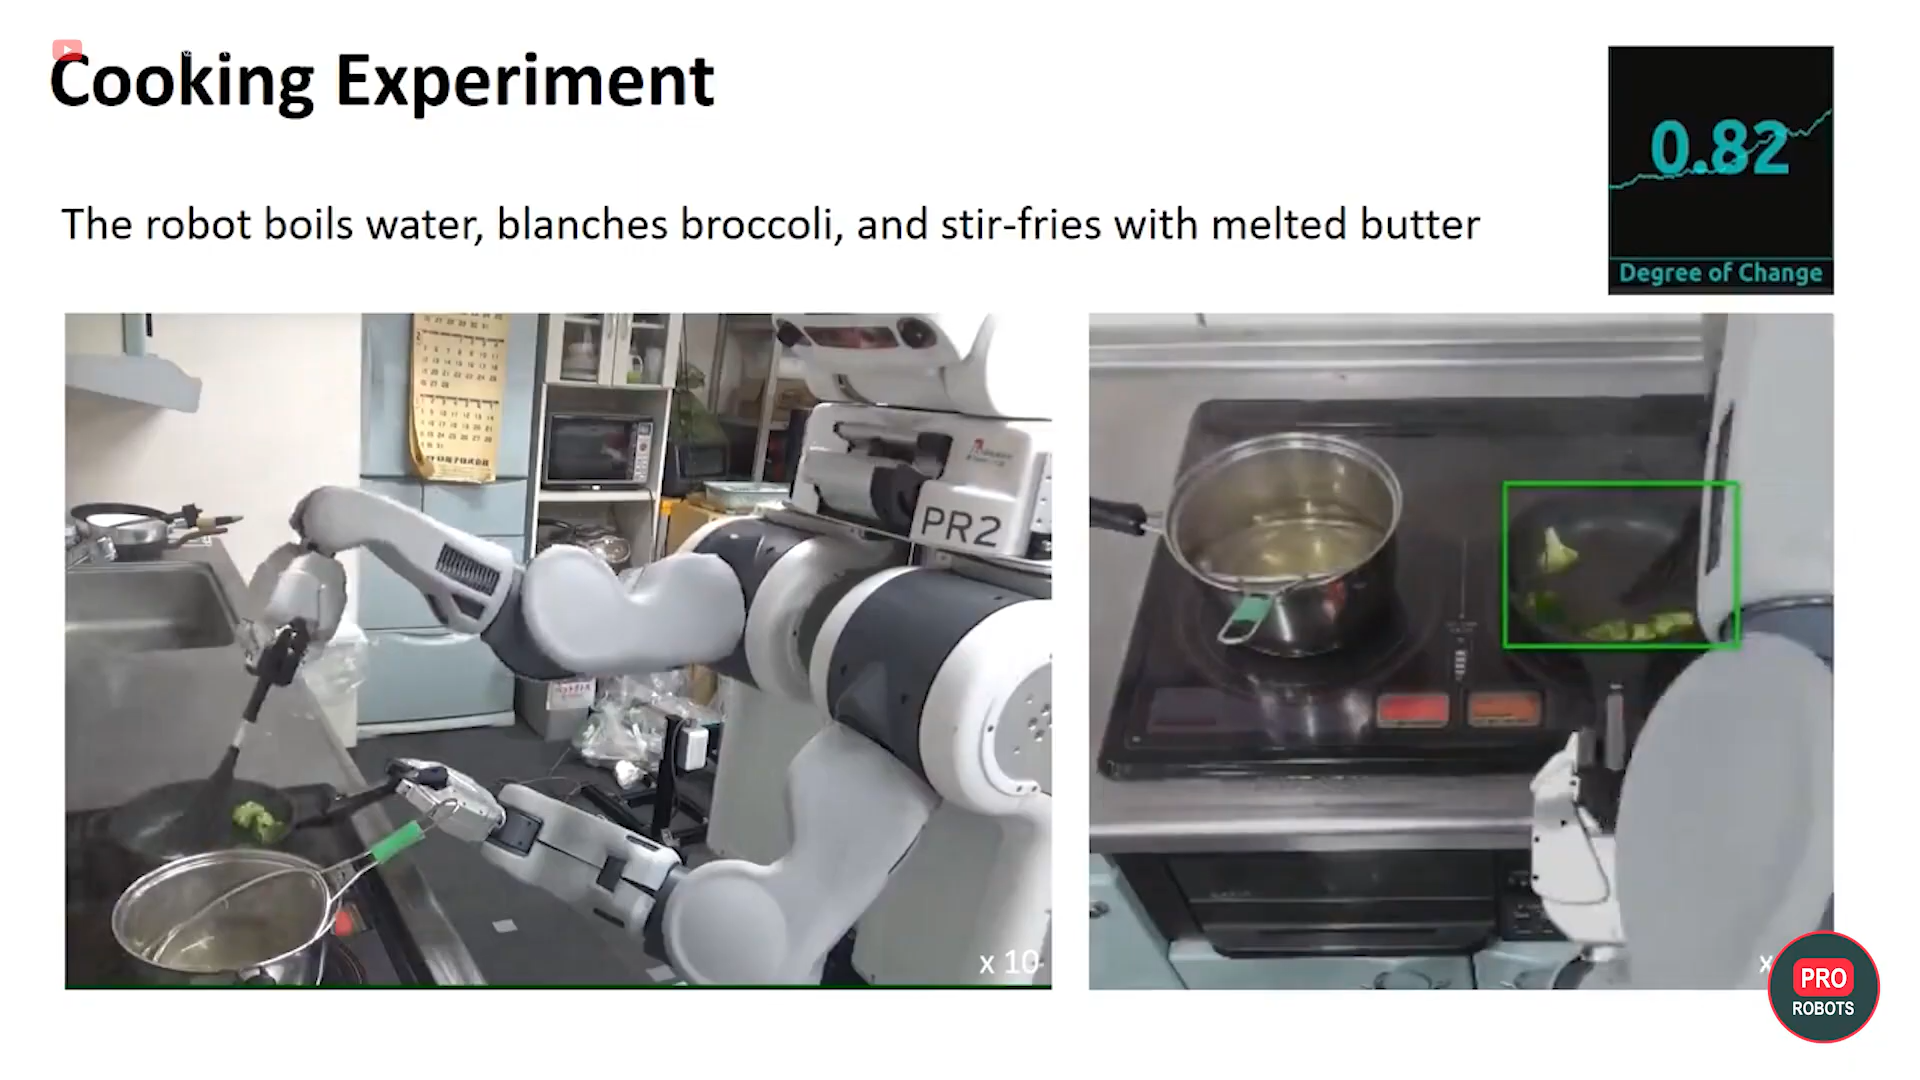 Cooking Experiment
0.82
Degree of Change
The robot boils water, blanches broccoli, and stir-fries with melted butter
PR2
x 10
x
PRO
ROBOTS